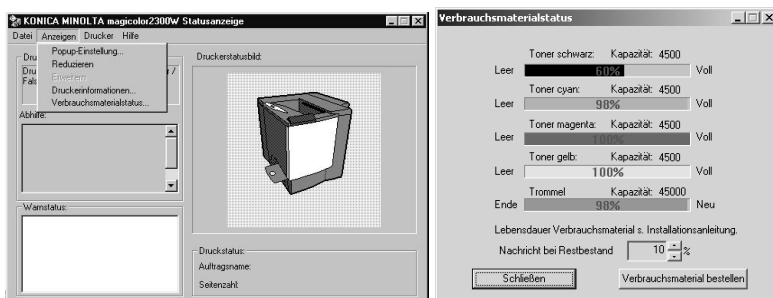 KONICA MINOLTA magicolor2300W Statusanzeige
Datei Anzeigen Drucker Hilfe
Popup-Einstellung...
Reduzieren
Erweitern
Druckerinformationen...
Verbrauchsmaterialstatus...
Dru
Dru
Fals
r /
Abhilfe:
Warnstatus:
Druckerstatusbild:
Druckstatus:
Auftragsname:
Seitenzahl:
Verbrauchsmaterialstatus
Toner schwarz: Kapazität: 4500
Leer 60% Voll
Toner cyan: Kapazität: 4500
Leer 98% Voll
Toner magenta: Kapazität: 4500
Leer 100% Voll
Toner gelb: Kapazität: 4500
Leer 100% Voll
Trommel Kapazität: 45000
Ende 98% Neu
Lebensdauer Verbrauchsmaterial s. Installationsanleitung.
Nachricht bei Restbestand 10 %
Schließen Verbrauchsmaterial bestellen